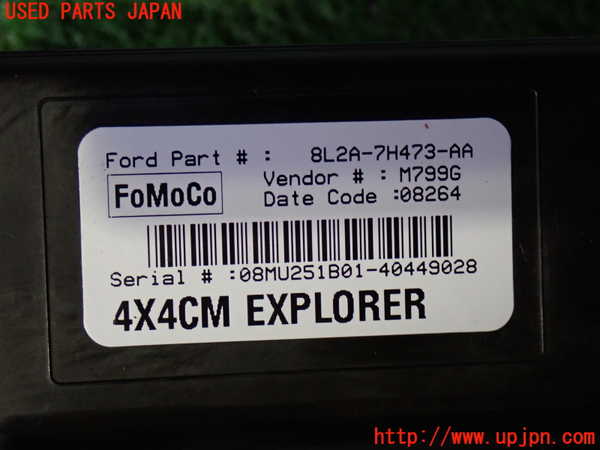 USED PARTS JAPAN
Ford Part # : 8L2A-7H473-AA
FoMoCo
Vendor # : M799G
Date Code :08264
Serial # :08MU251B01-40449028
4X4CM EXPLORER
http://www.upjpn.com/